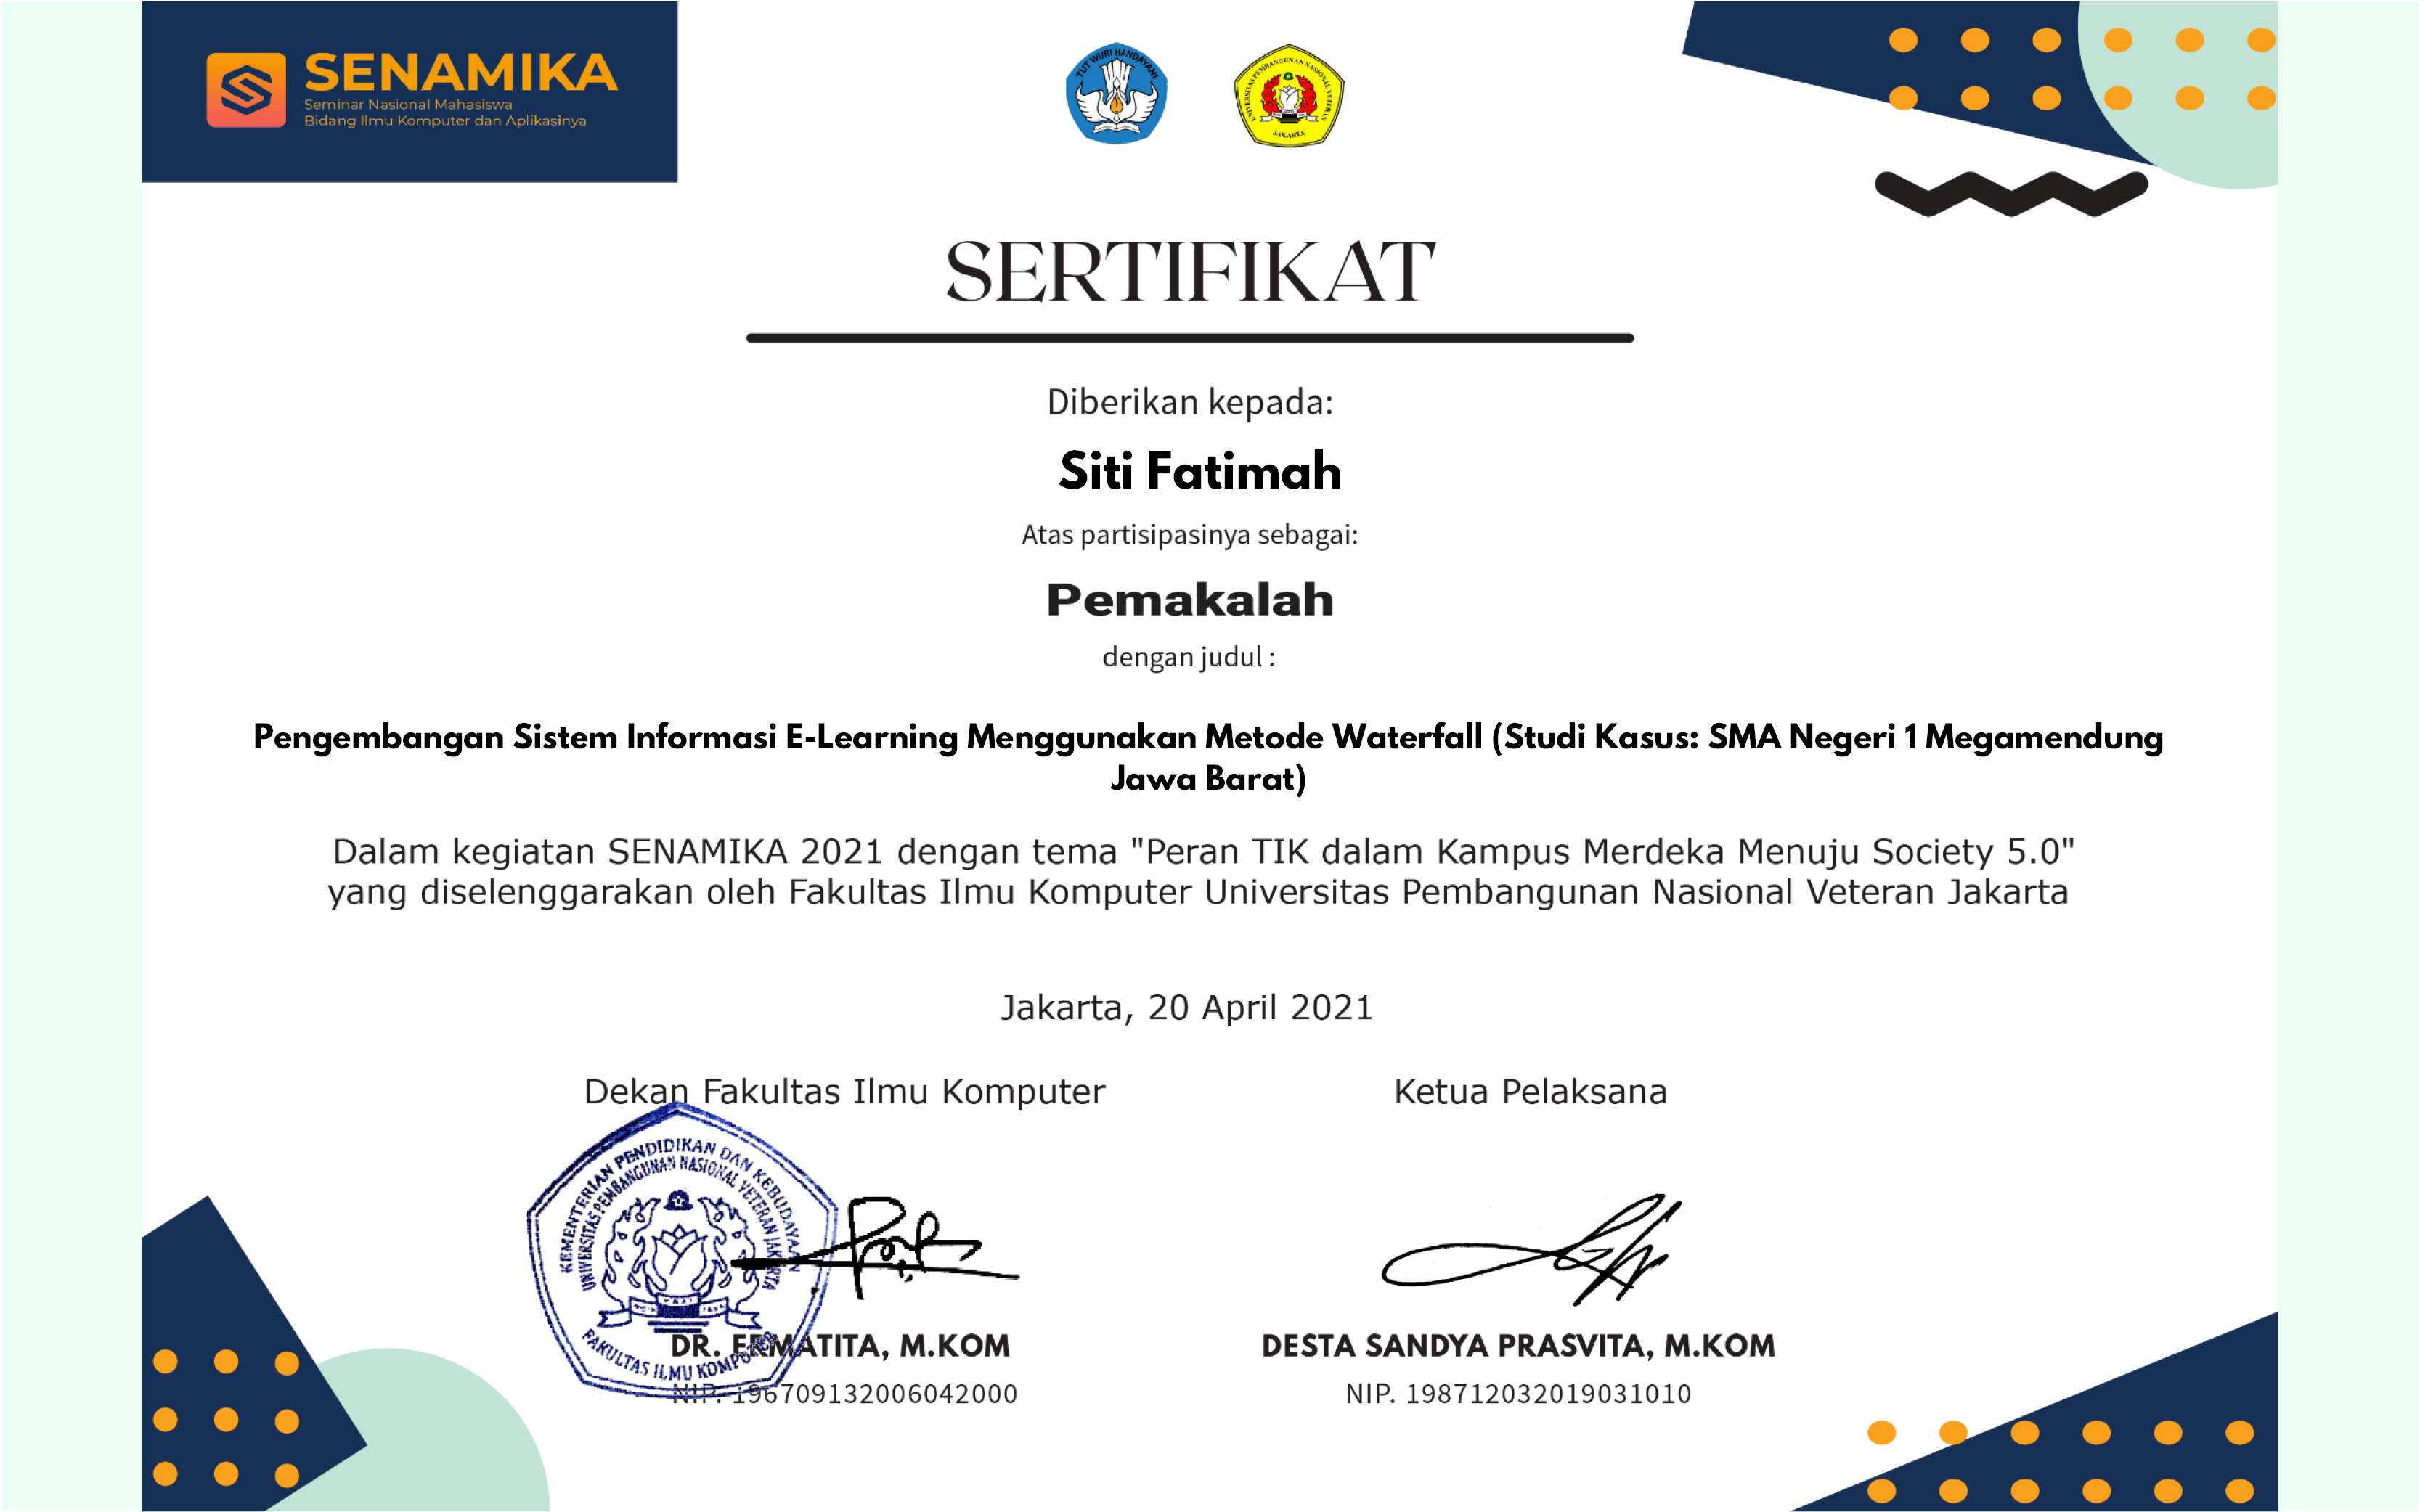 SENAMIKA
Seminar Nasional Mahasiswa
Bidang Ilmu Komputer dan Aplikasinya
TUT WURI HANDAYANI
UNIVERSITAS PEMBANGUNAN NASIONAL VETERAN
JAKARTA
SERTIFIKAT
Diberikan kepada:
Siti Fatimah
Atas partisipasinya sebagai:
Pemakalah
dengan judul :
Pengembangan Sistem Informasi E-Learning Menggunakan Metode Waterfall (Studi Kasus: SMA Negeri 1 Megamendung
Jawa Barat)
Dalam kegiatan SENAMIKA 2021 dengan tema "Peran TIK dalam Kampus Merdeka Menuju Society 5.0"
yang diselenggarakan oleh Fakultas Ilmu Komputer Universitas Pembangunan Nasional Veteran Jakarta
Jakarta, 20 April 2021
Dekan Fakultas Ilmu Komputer
Ketua Pelaksana
KEMENTERIAN PENDIDIKAN DAN KEBUDAYAAN
UNIVERSITAS PEMBANGUNAN NASIONAL VETERAN JAKARTA
FAKULTAS ILMU KOMPUTER
DR. ERMATITA, M.KOM
DESTA SANDYA PRASVITA, M.KOM
NIP. 196709132006042000
NIP. 198712032019031010